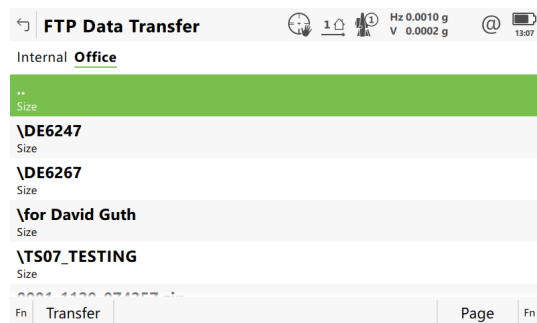 FTP Data Transfer
1
1
Hz 0.0010 g
V 0.0002 g
@
13:07
Internal Office
..
Size
\DE6247
Size
\DE6267
Size
\for David Guth
Size
\TS07_TESTING
Size
Fn Transfer Page Fn